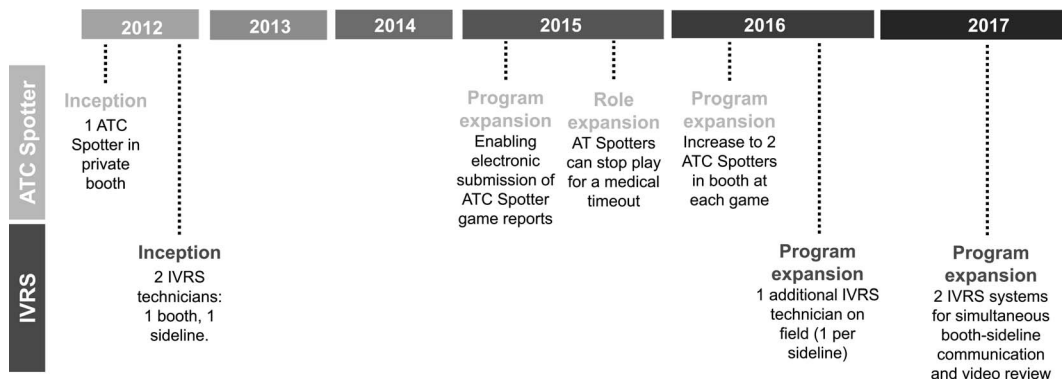 2012 2013 2014 2015 2016 2017
ATC Spotter
Inception
1 ATC
Spotter in
private
booth
Program
expansion
Enabling
electronic
submission of
ATC Spotter
game reports
Role
expansion
AT Spotters
can stop play
for a medical
timeout
Program
expansion
Increase to 2
ATC Spotters
in booth at
each game
IVRS
Inception
2 IVRS
technicians:
1 booth, 1
sideline.
Program
expansion
1 additional IVRS
technician on
field (1 per
sideline)
Program
expansion
2 IVRS systems
for simultaneous
booth-sideline
communication
and video review